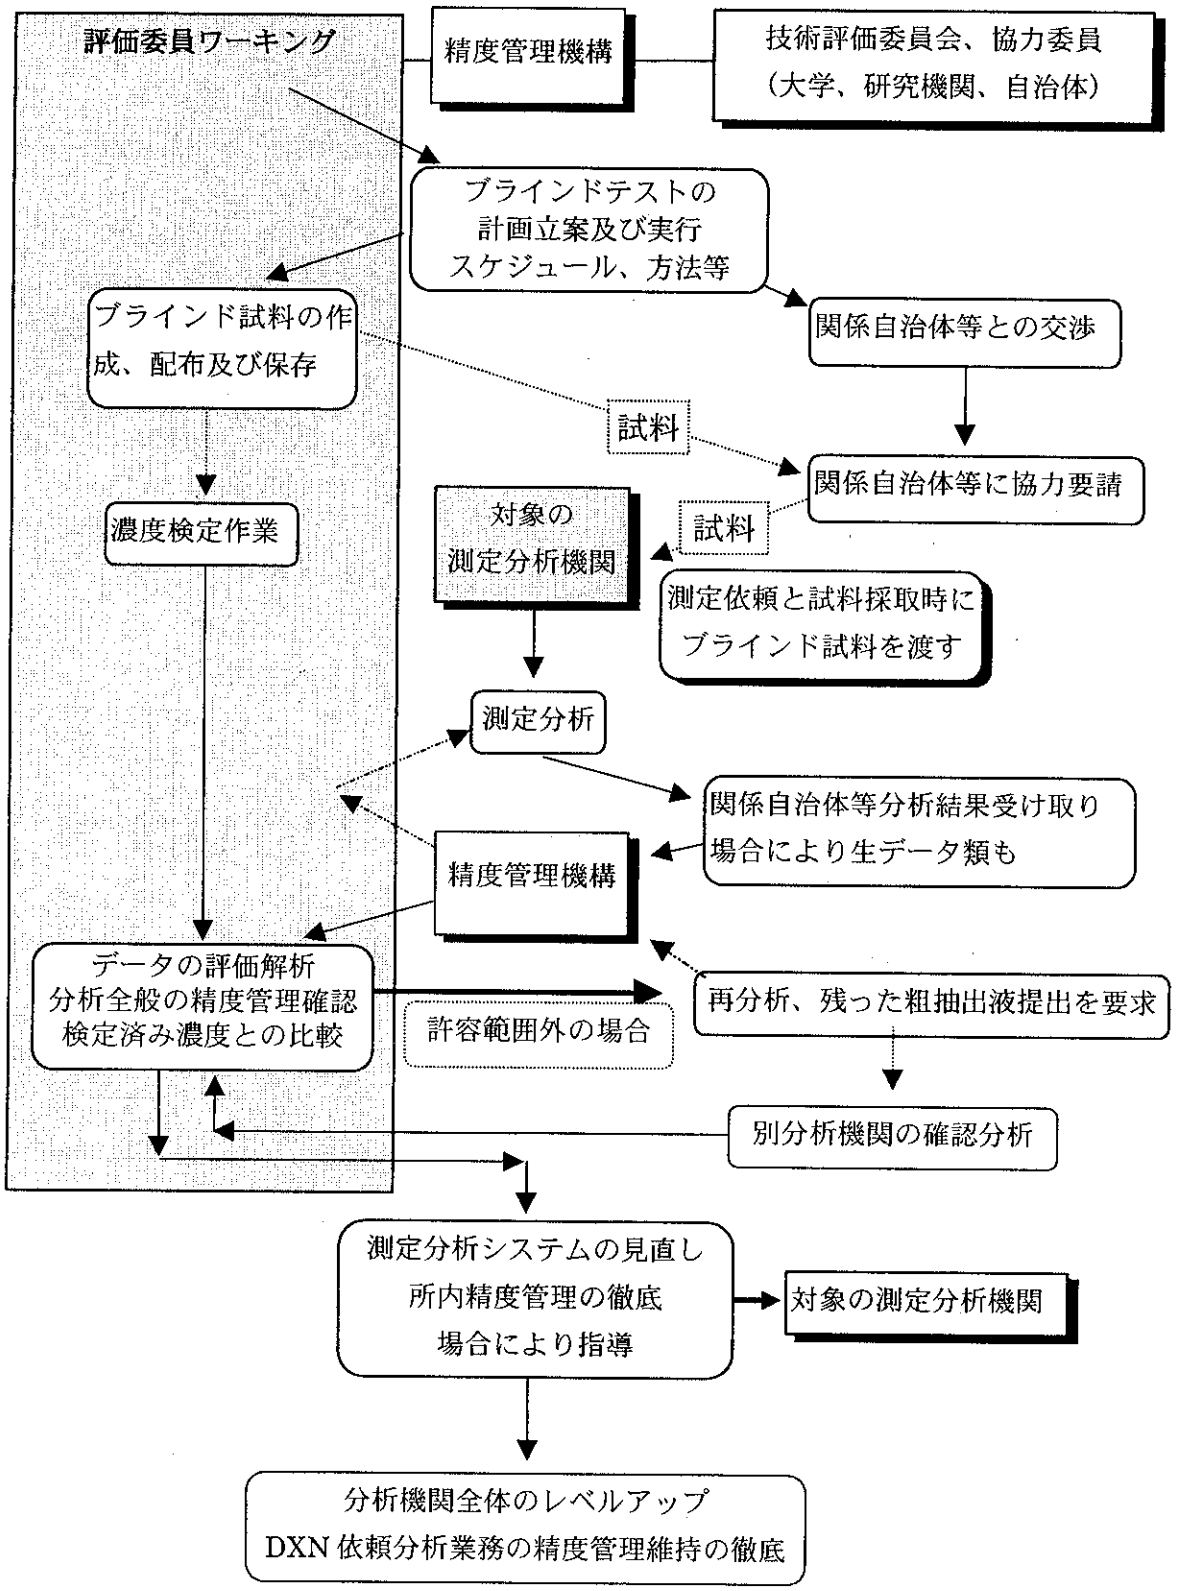 評価委員ワーキング
精度管理機構
技術評価委員会、協力委員
（大学、研究機関、自治体）
ブラインドテストの
計画立案及び実行
スケジュール、方法等
ブラインド試料の作
成、配布及び保存
関係自治体等との交渉
試料
関係自治体等に協力要請
濃度検定作業
対象の
測定分析機関
試料
測定依頼と試料採取時に
ブラインド試料を渡す
測定分析
関係自治体等分析結果受け取り
場合により生データ類も
精度管理機構
データの評価解析
分析全般の精度管理確認
検定済み濃度との比較
許容範囲外の場合
再分析、残った粗抽出液提出を要求
別分析機関の確認分析
測定分析システムの見直し
所内精度管理の徹底
場合により指導
対象の測定分析機関
分析機関全体のレベルアップ
DXN 依頼分析業務の精度管理維持の徹底